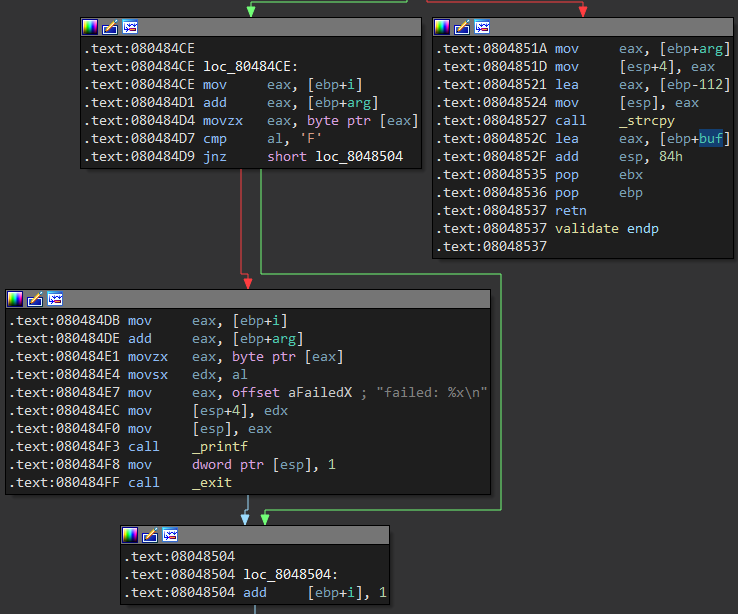 .text:080484CE
.text:080484CE loc_80484CE:
.text:080484CE mov eax, [ebp+i]
.text:080484D1 add eax, [ebp+arg]
.text:080484D4 movzx eax, byte ptr [eax]
.text:080484D7 cmp al, 'F'
.text:080484D9 jnz short loc_8048504
.text:0804851A mov eax, [ebp+arg]
.text:0804851D mov [esp+4], eax
.text:08048521 lea eax, [ebp-112]
.text:08048524 mov [esp], eax
.text:08048527 call _strcpy
.text:0804852C lea eax, [ebp+buf]
.text:0804852F add esp, 84h
.text:08048535 pop ebx
.text:08048536 pop ebp
.text:08048537 retn
.text:08048537 validate endp
.text:08048537
.text:080484DB mov eax, [ebp+i]
.text:080484DE add eax, [ebp+arg]
.text:080484E1 movzx eax, byte ptr [eax]
.text:080484E4 movsx edx, al
.text:080484E7 mov eax, offset aFailedX ; "failed: %x\n"
.text:080484EC mov [esp+4], edx
.text:080484F0 mov [esp], eax
.text:080484F3 call _printf
.text:080484F8 mov dword ptr [esp], 1
.text:080484FF call _exit
.text:08048504
.text:08048504 loc_8048504:
.text:08048504 add [ebp+i], 1